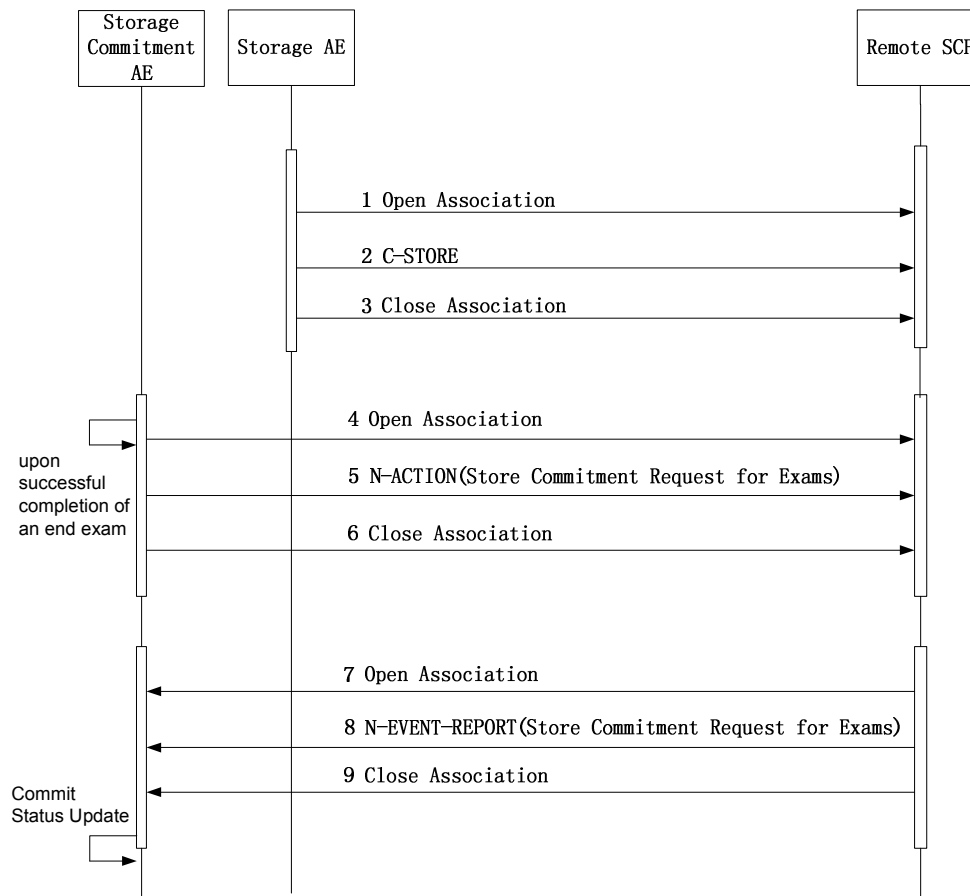 Storage
Commitment
AE
Storage AE
Remote SCP
1 Open Association
2 C-STORE
3 Close Association
4 Open Association
upon
successful
completion of
an end exam
5 N-ACTION(Store Commitment Request for Exams)
6 Close Association
7 Open Association
8 N-EVENT-REPORT(Store Commitment Request for Exams)
9 Close Association
Commit
Status Update